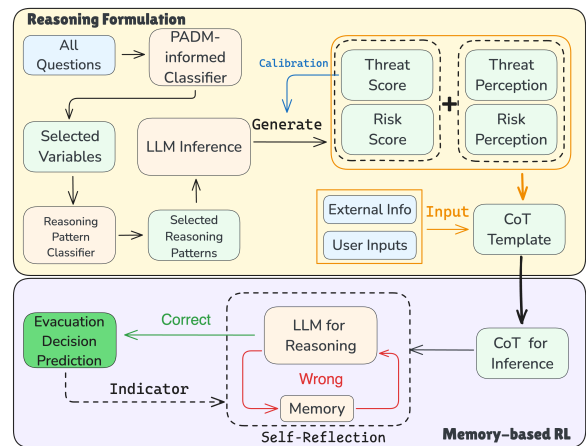 Reasoning Formulation
All
Questions
PADM-
informed
Classifier
Calibration
Threat
Score
Threat
Perception
+
Risk
Score
Risk
Perception
Generate
Selected
Variables
LLM Inference
Reasoning
Pattern
Classifier
Selected
Reasoning
Patterns
External Info
User Inputs
Input
CoT
Template
Evacuation
Decision
Prediction
Correct
LLM for
Reasoning
CoT for
Inference
Wrong
Indicator
Memory
Self-Reflection
Memory-based RL